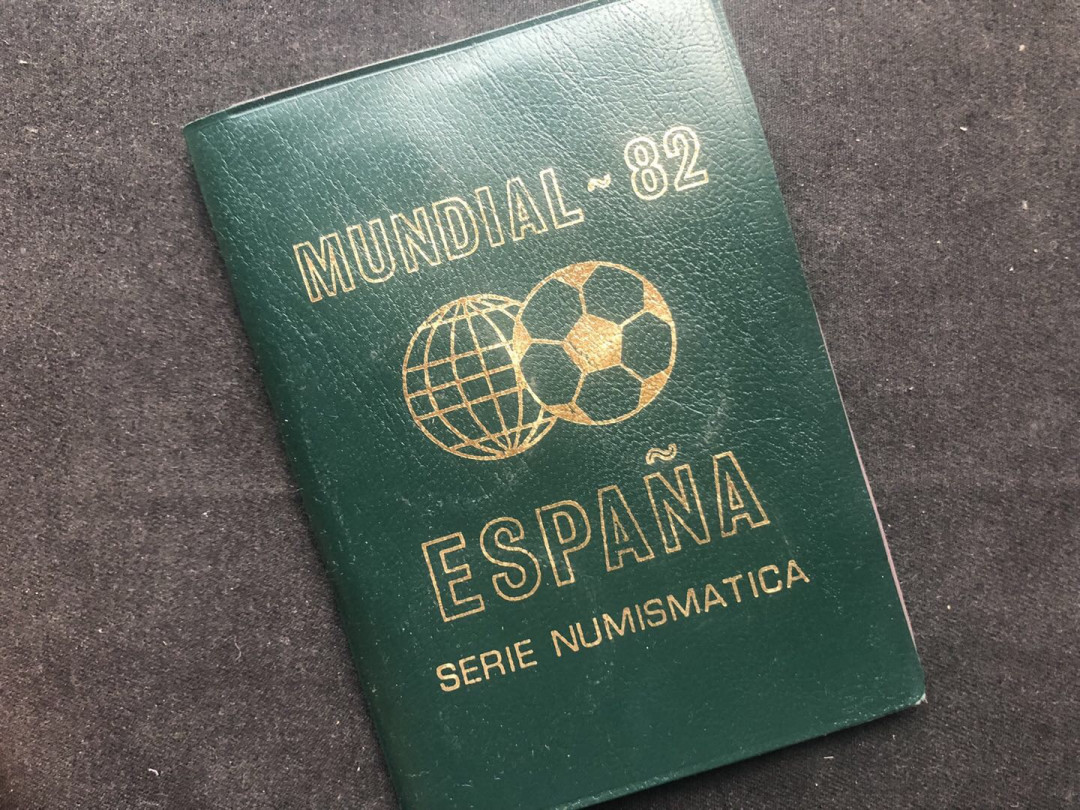 MUNDIAL ~ 82
ESPAÑA
SERIE NUMISMATICA